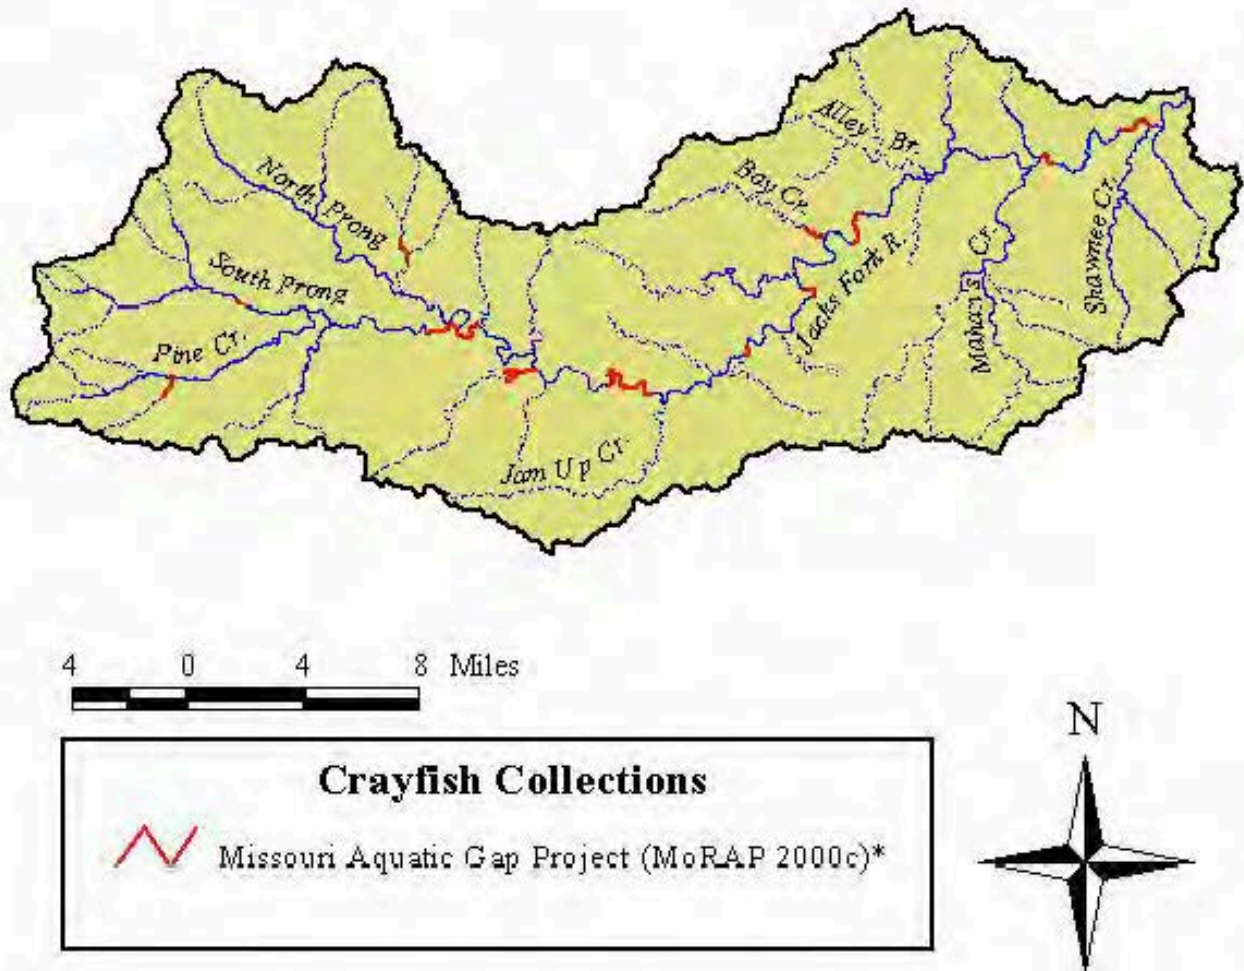 Alley Br.
Bay Cr.
North Prong
South Prong
Pine Cr.
Jacks Fork R.
Mahans Cr.
Shawnee Cr.
Jam Up Cr.
4 0 4 8 Miles
N
Crayfish Collections
Missouri Aquatic Gap Project (MoRAP 2000c)*